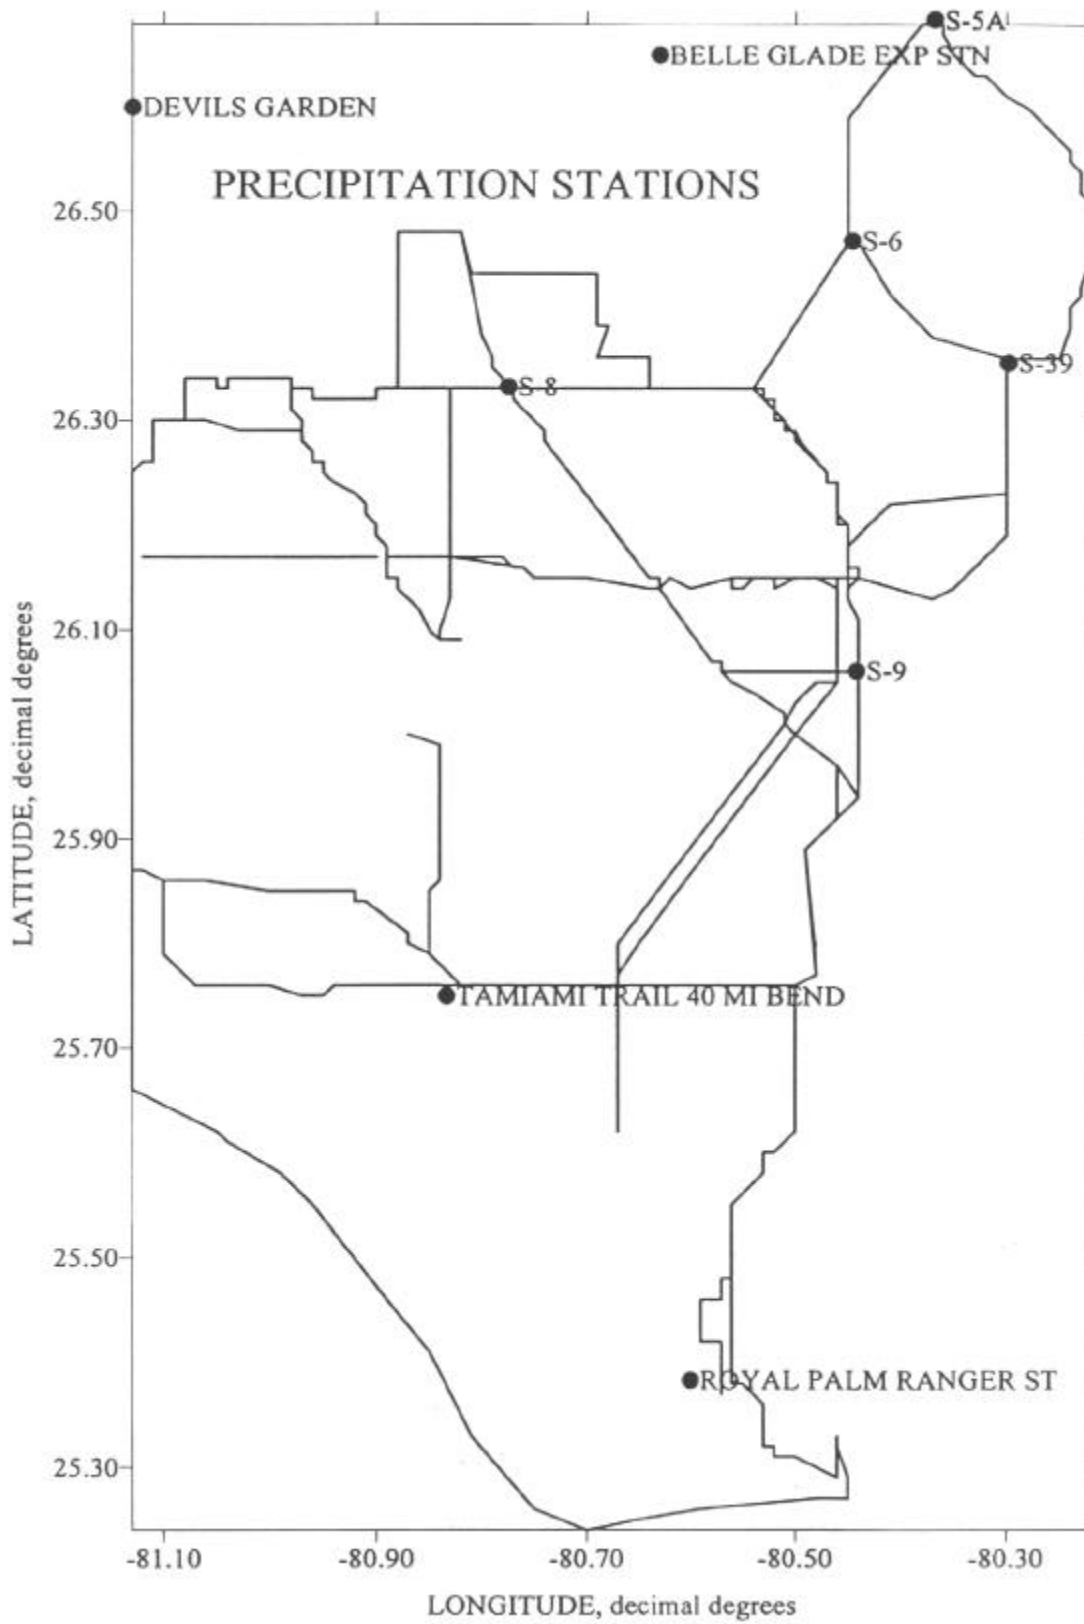 S-5A
BELLE GLADE EXP STN
DEVILS GARDEN
PRECIPITATION STATIONS
26.50
S-6
S-39
S-8
26.30
26.10
S-9
LATITUDE, decimal degrees
25.90
TAMIAMI TRAIL 40 MI BEND
25.70
25.50
ROYAL PALM RANGER ST
25.30
-81.10 -80.90 -80.70 -80.50 -80.30
LONGITUDE, decimal degrees